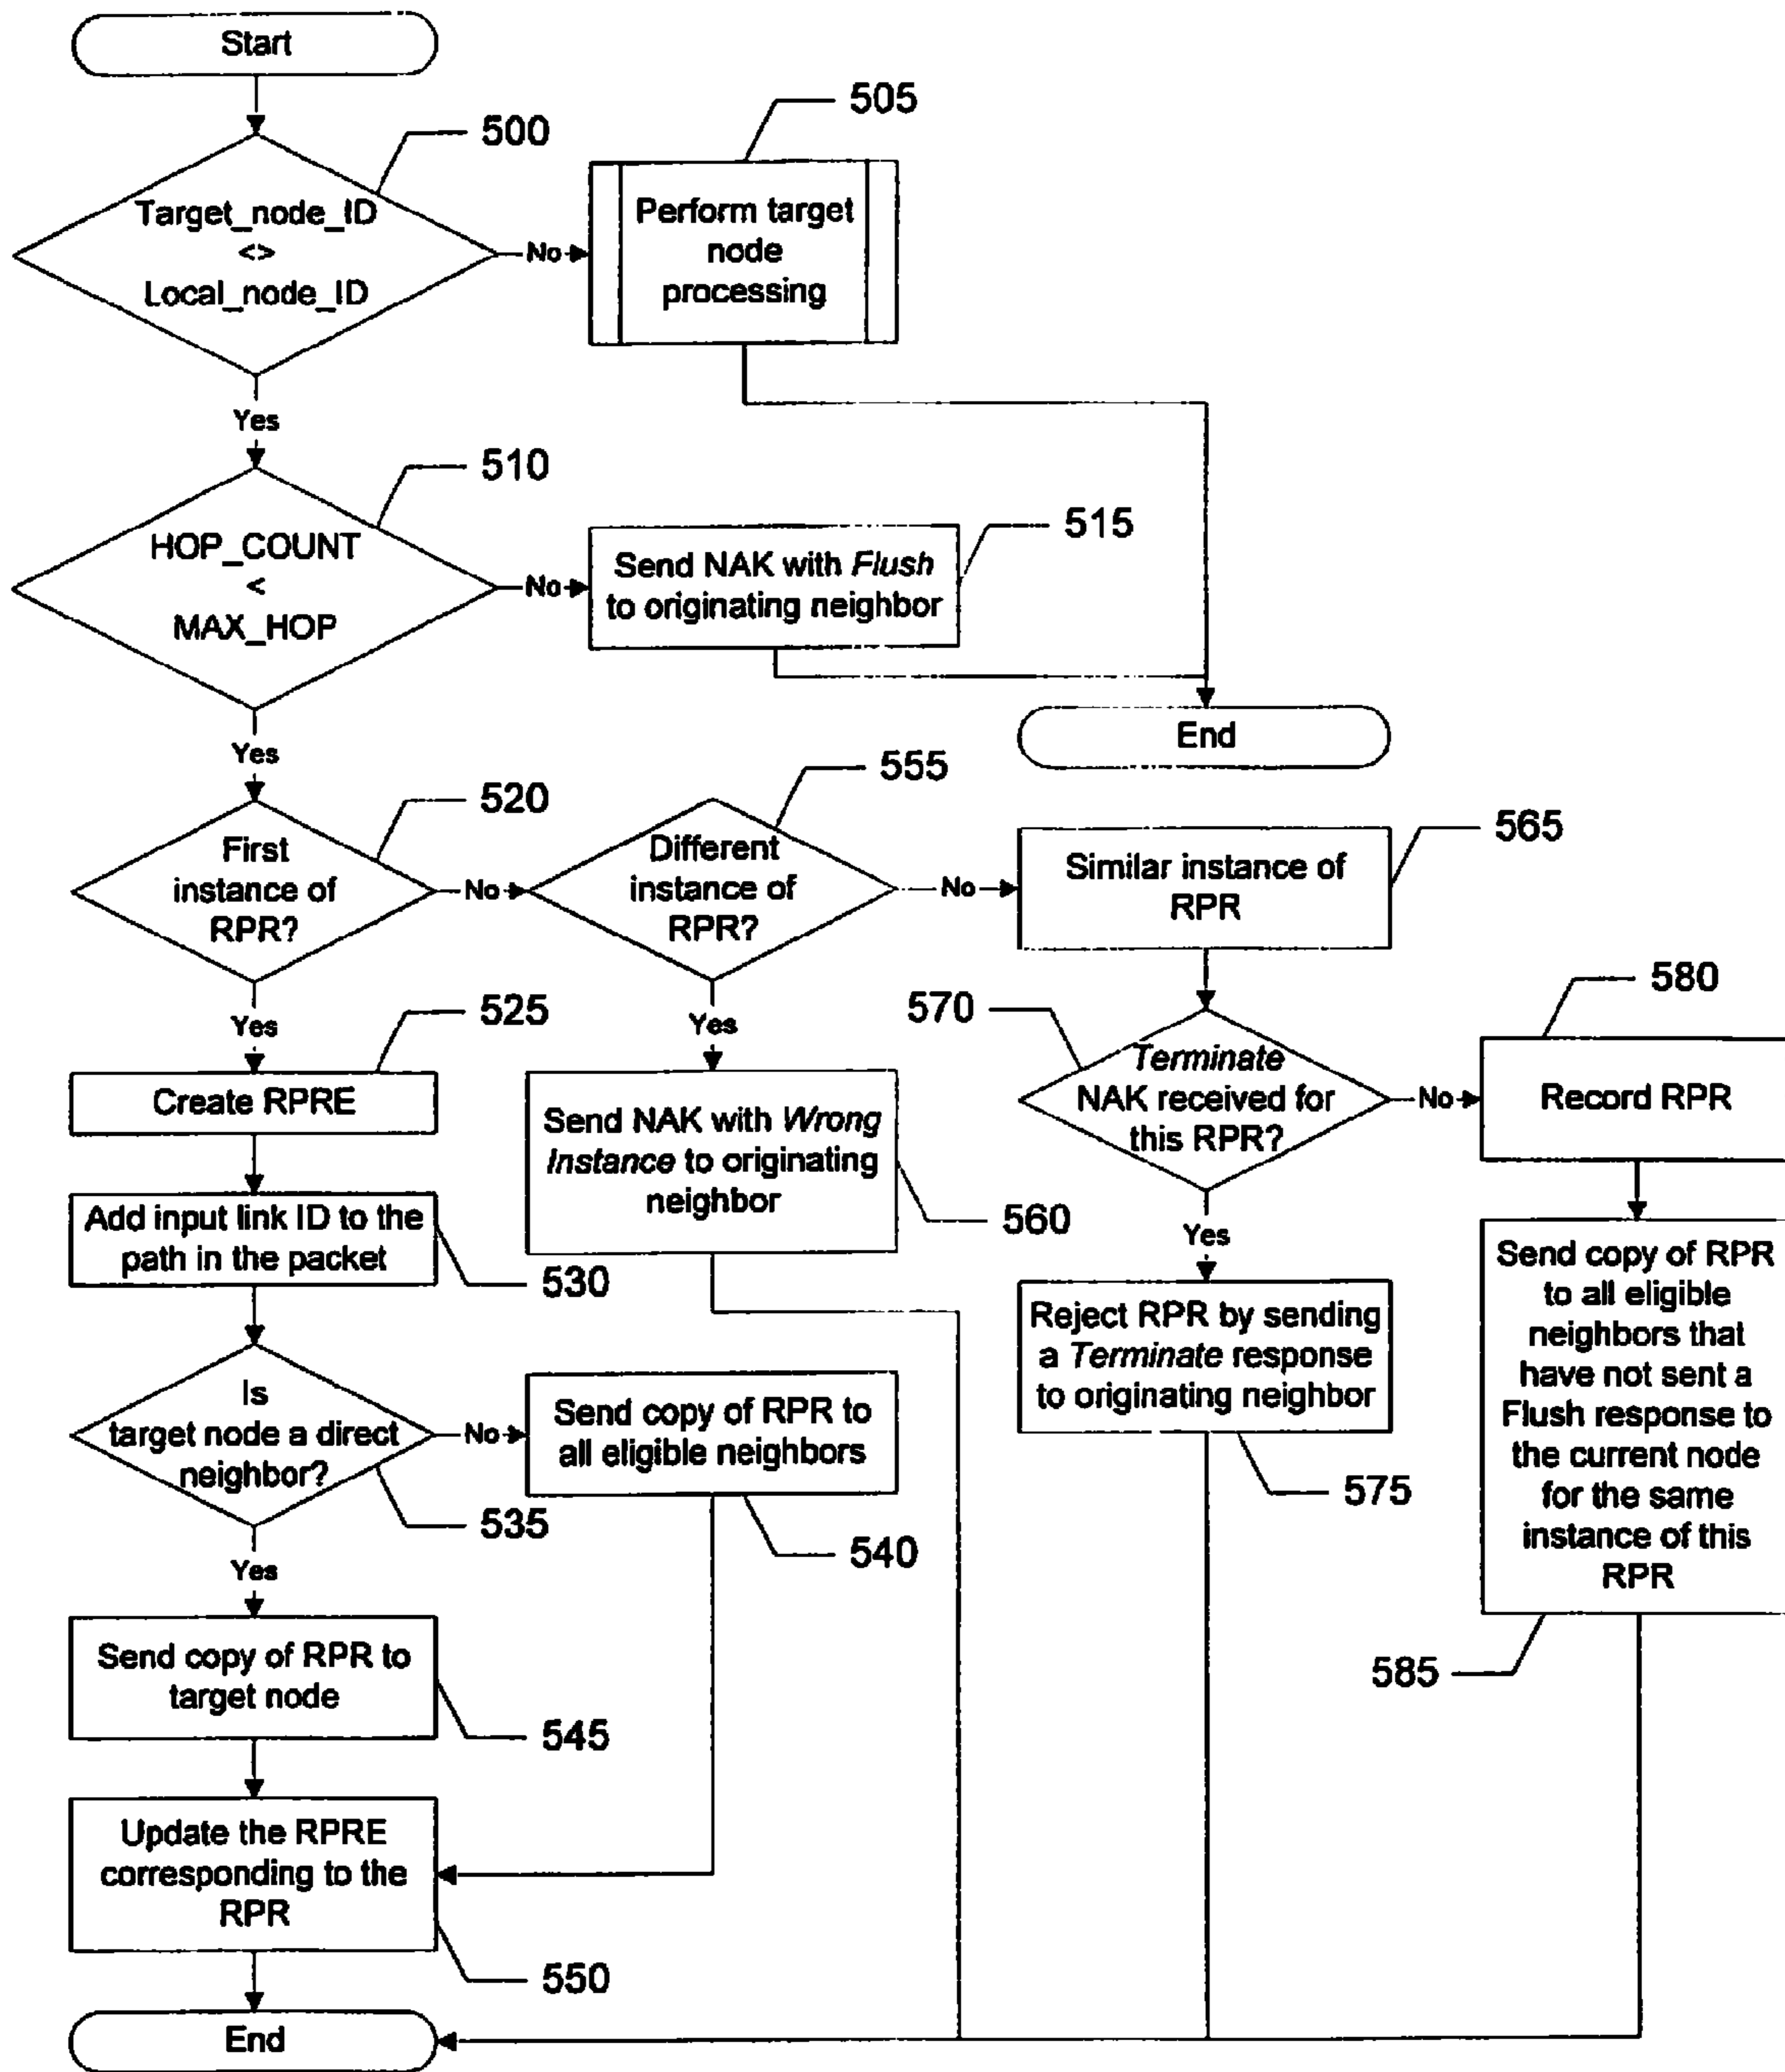 Start
500
505
Target_node_ID
<>
Local_node_ID
No
Perform target
node
processing
Yes
510
HOP_COUNT
<
MAX_HOP
No
515
Send NAK with Flush
to originating neighbor
Yes
End
520
First
instance of
RPR?
No
555
Different
instance of
RPR?
No
565
Similar instance of
RPR
Yes
525
Create RPRE
Yes
Send NAK with Wrong
Instance to originating
neighbor
560
570
Terminate
NAK received for
this RPR?
No
580
Record RPR
Add input link ID to the
path in the packet
530
Yes
Reject RPR by sending
a Terminate response
to originating neighbor
575
Send copy of RPR
to all eligible
neighbors that
have not sent a
Flush response to
the current node
for the same
instance of this
RPR
585
Is
target node a direct
neighbor?
535
No
Send copy of RPR to
all eligible neighbors
540
Yes
Send copy of RPR to
target node
545
Update the RPRE
corresponding to the
RPR
550
End